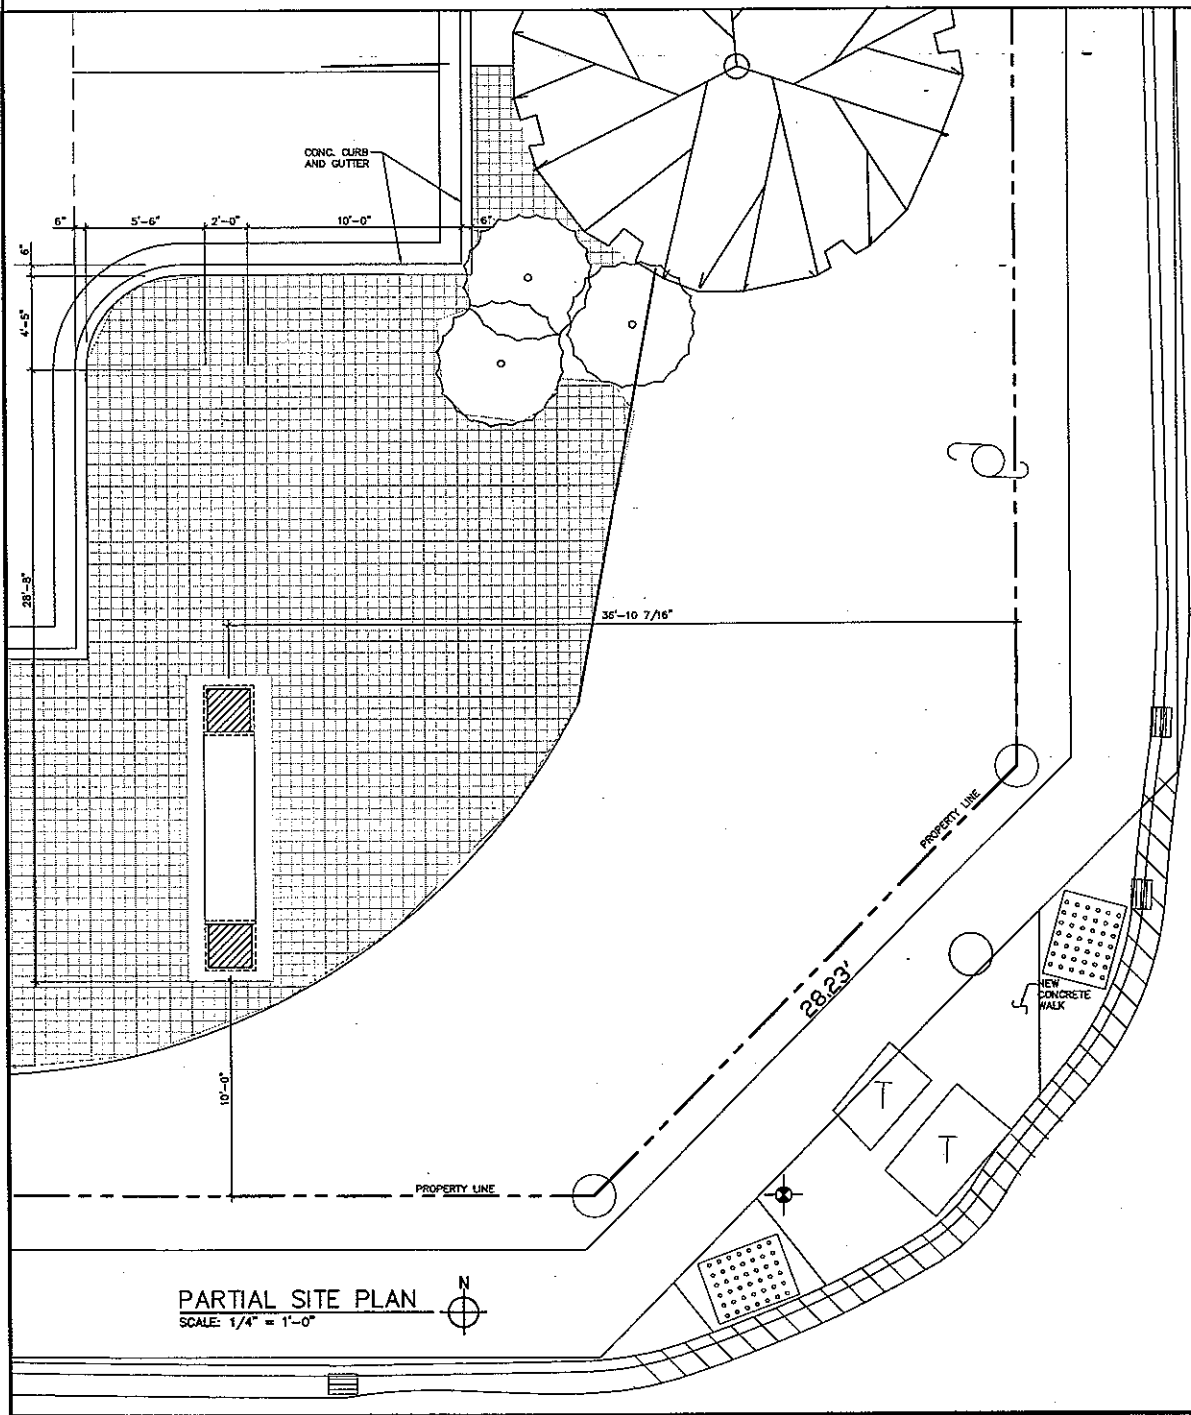 CONC. CURB
AND GUTTER
6"
5'-6"
2'-0"
10'-0"
6"
6"
4'-5"
28'-8"
35'-10 7/16"
PROPERTY LINE
28.23'
NEW
CONCRETE
WALK
T
T
10'-0"
PROPERTY LINE
PARTIAL SITE PLAN
SCALE: 1/4" = 1'-0"
N